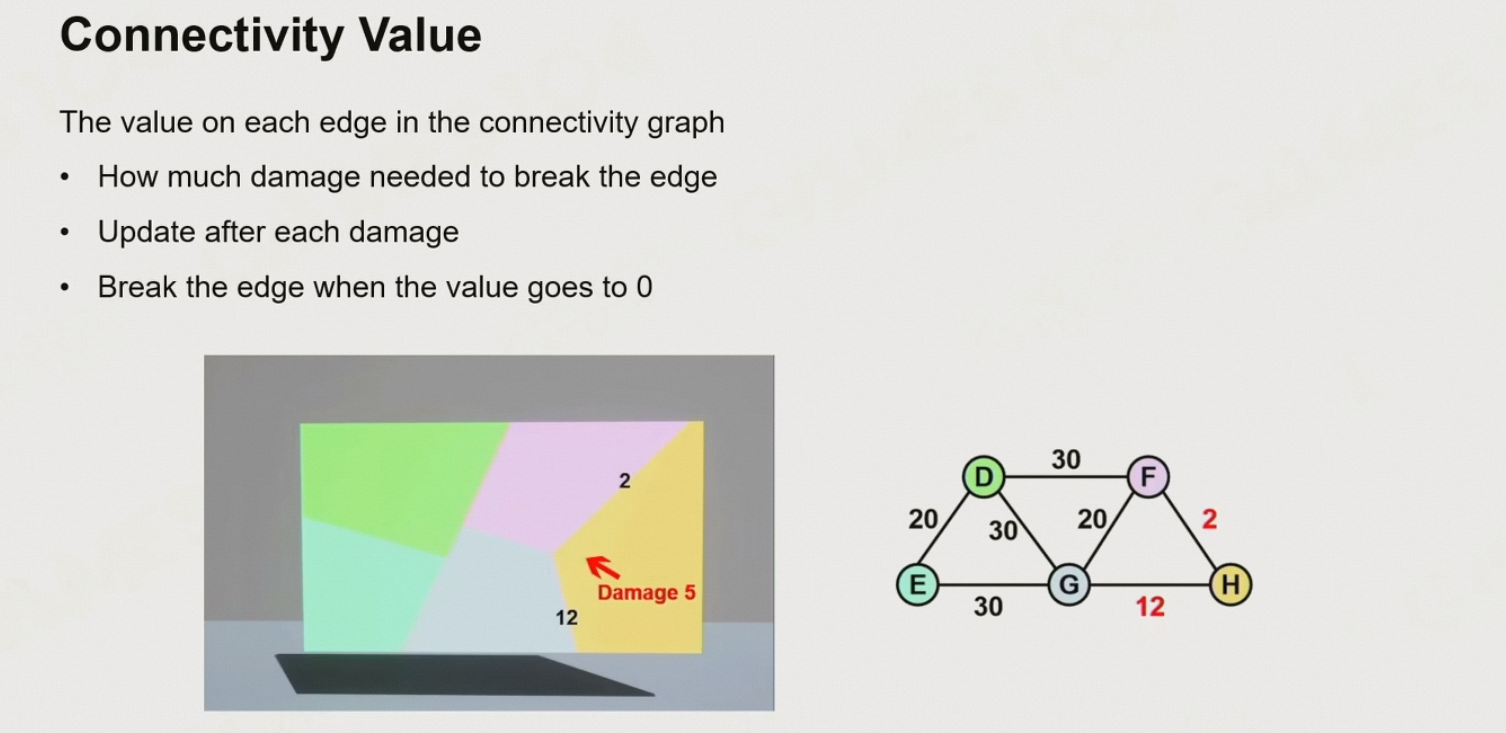 Connectivity Value
The value on each edge in the connectivity graph
• How much damage needed to break the edge
• Update after each damage
• Break the edge when the value goes to 0
2
Damage 5
12
30
D
F
20
30
20
2
E
G
H
30
12